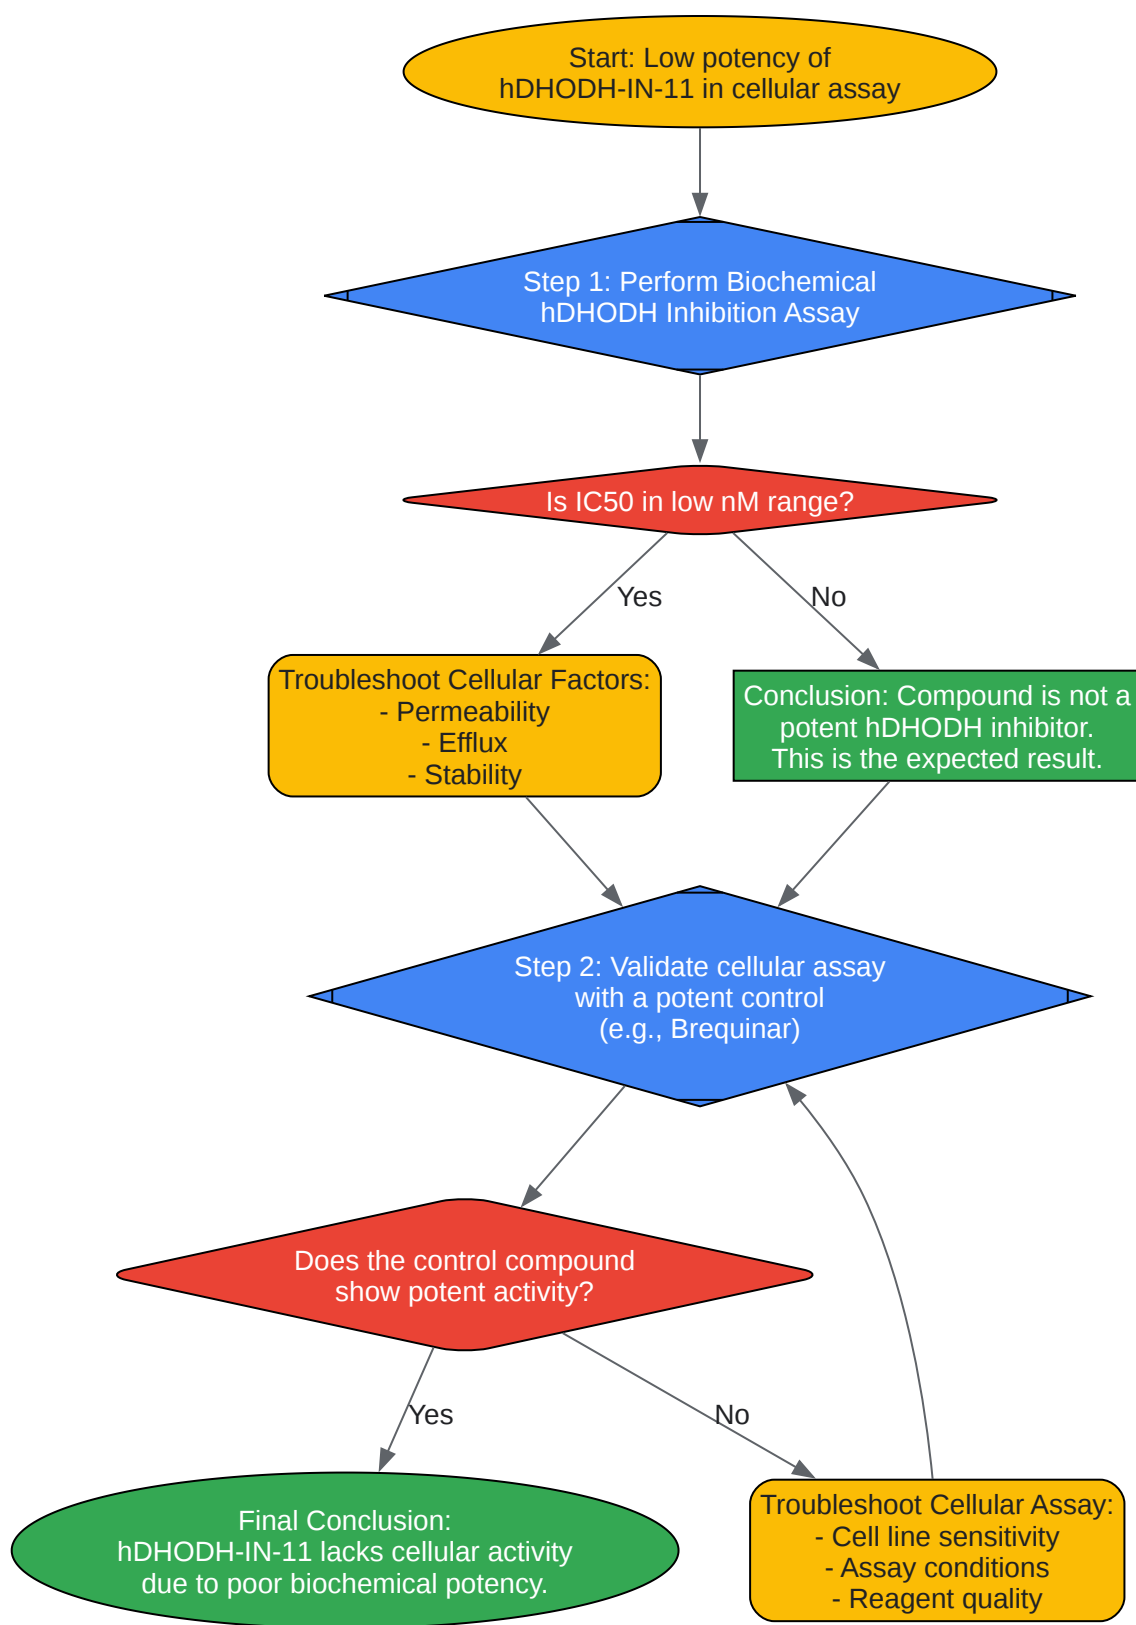 Start: Low potency of
hDHODH-IN-11 in cellular assay
Step 1: Perform Biochemical
hDHODH Inhibition Assay
Is IC50 in low nM range?
Yes
No
Troubleshoot Cellular Factors:
- Permeability
- Efflux
- Stability
Conclusion: Compound is not a
potent hDHODH inhibitor.
This is the expected result.
Step 2: Validate cellular assay
with a potent control
(e.g., Brequinar)
Does the control compound
show potent activity?
Yes
No
Final Conclusion:
hDHODH-IN-11 lacks cellular activity
due to poor biochemical potency.
Troubleshoot Cellular Assay:
- Cell line sensitivity
- Assay conditions
- Reagent quality